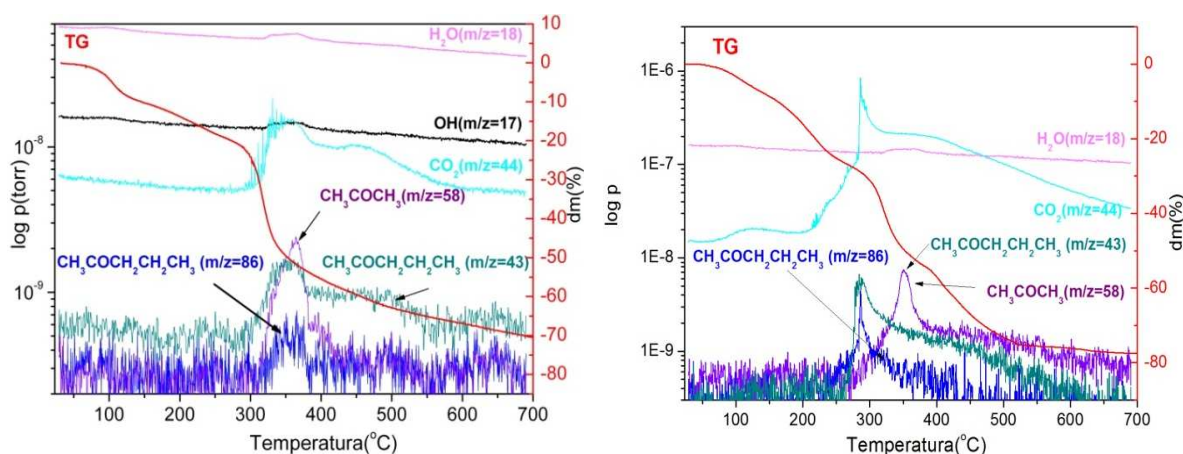 H₂O(m/z=18)
TG
OH(m/z=17)
CO₂(m/z=44)
CH₃COCH₃(m/z=58)
CH₃COCH₂CH₂CH₃ (m/z=86)
CH₃COCH₂CH₂CH₃(m/z=43)
log p(torr)
10⁻⁸
10⁻⁹
10
0
-10
-20
-30
-40
-50
-60
-70
-80
dm(%)
0 100 200 300 400 500 600 700
Temperatura(°C)
TG
H₂O(m/z=18)
CO₂(m/z=44)
CH₃COCH₂CH₂CH₃ (m/z=43)
CH₃COCH₂CH₂CH₃ (m/z=86)
CH₃COCH₃(m/z=58)
log p
1E-6
1E-7
1E-8
1E-9
0
-20
-40
-60
-80
dm(%)
100 200 300 400 500 600 700
Temperatura(°C)